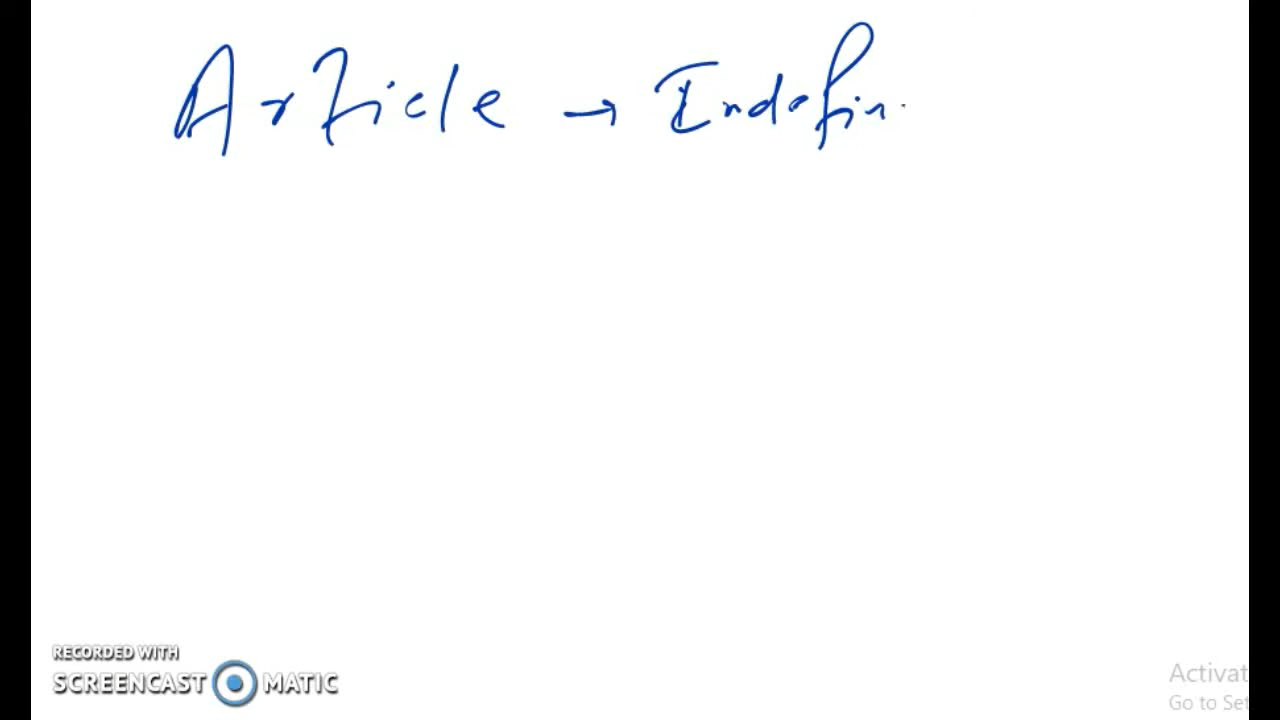 Article → Indefin
RECORDED WITH
SCREENCAST MATIC
Activat
Go to Set